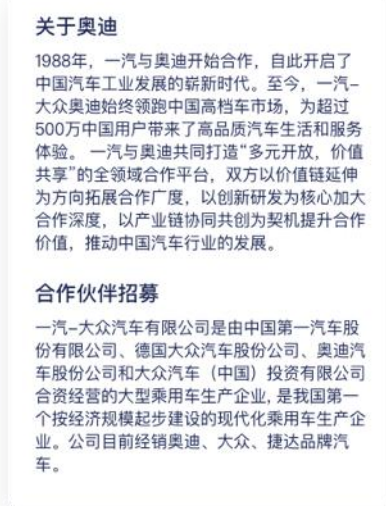 关于奥迪
1988年，一汽与奥迪开始合作，自此开启了
中国汽车工业发展的崭新时代。至今，一汽-
大众奥迪始终领跑中国高档车市场，为超过
500万中国用户带来了高品质汽车生活和服务
体验。 一汽与奥迪共同打造“多元开放，价值
共享”的全领域合作平台，双方以价值链延伸
为方向拓展合作广度，以创新研发为核心加大
合作深度，以产业链协同共创为契机提升合作
价值，推动中国汽车行业的发展。
合作伙伴招募
一汽-大众汽车有限公司是由中国第一汽车股
份有限公司、德国大众汽车股份公司、奥迪汽
车股份公司和大众汽车（中国）投资有限公司
合资经营的大型乘用车生产企业, 是我国第一
个按经济规模起步建设的现代化乘用车生产企
业。公司目前经销奥迪、大众、捷达品牌汽
车。